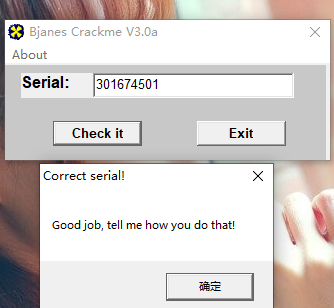 Bjanes Crackme V3.0a
About
Serial:
301674501
Check it
Exit
Correct serial!
Good job, tell me how you do that!
确定